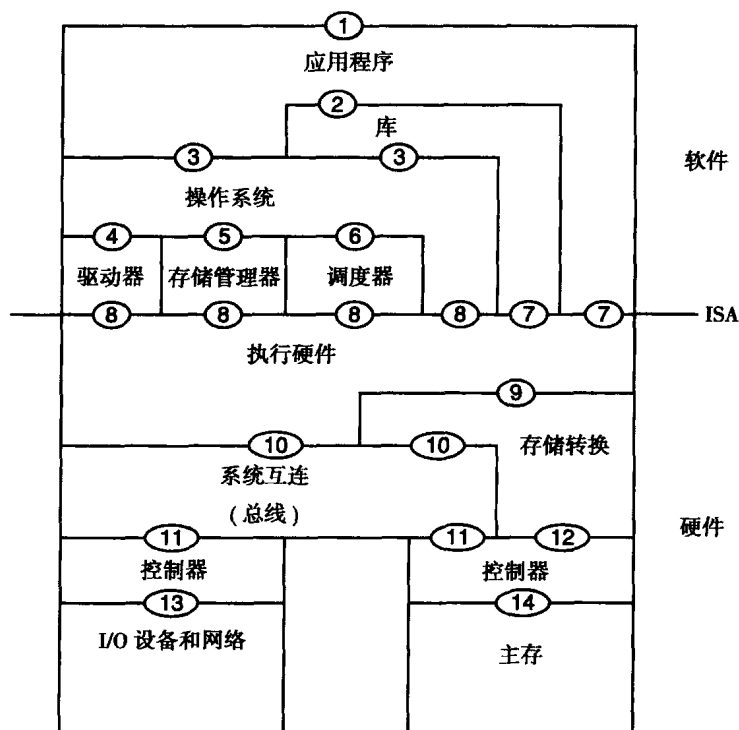 1
应用程序
2
库
3
3
软件
操作系统
4
5
6
驱动器
存储管理器
调度器
8
8
8
8
7
7
ISA
执行硬件
9
10
10
存储转换
系统互连
(总线)
11
11
12
硬件
控制器
控制器
13
14
I/O 设备和网络
主存